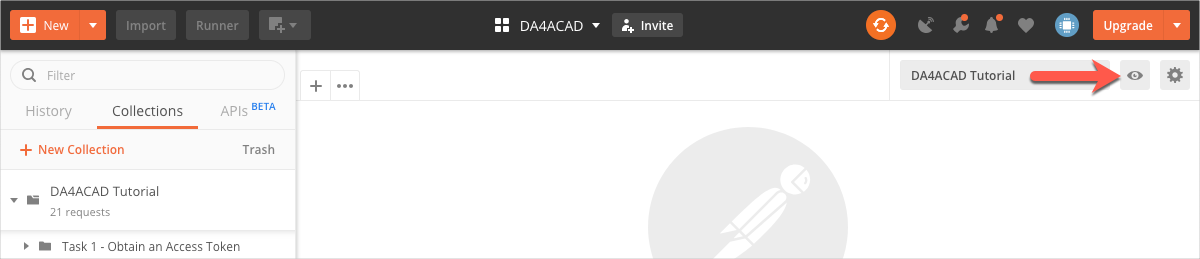 New Import Runner DA4ACAD Invite Upgrade
Filter DA4ACAD Tutorial
History Collections APIs BETA
New Collection Trash
DA4ACAD Tutorial
21 requests
Task 1 - Obtain an Access Token